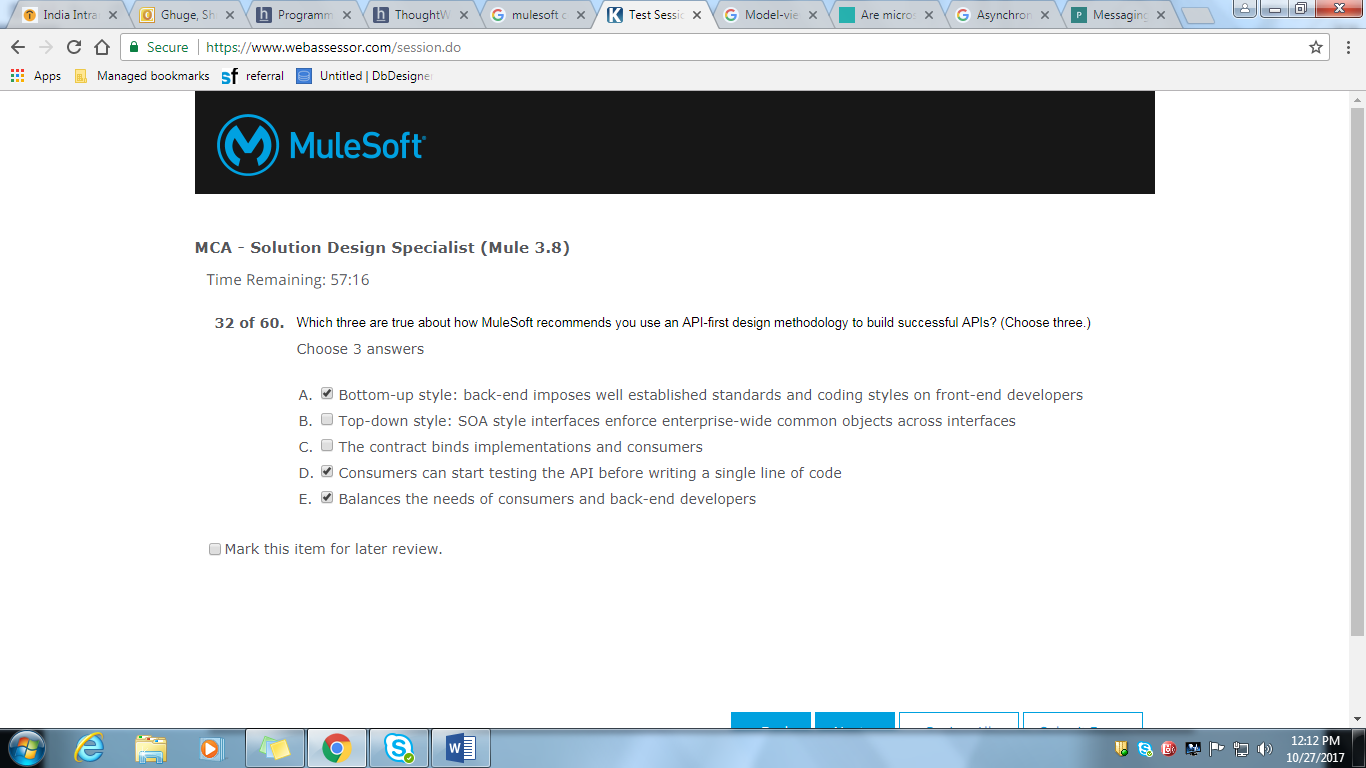 India Intra
Ghuge, Sh
Programm
ThoughtW
mulesoft c
Test Sessi
Model-vie
Are micros
Asynchron
Messaging
Secure https://www.webassessor.com/session.do
Apps Managed bookmarks sf referral Untitled | DbDesigner
MuleSoft
MCA - Solution Design Specialist (Mule 3.8)
Time Remaining: 57:16
32 of 60. Which three are true about how MuleSoft recommends you use an API-first design methodology to build successful APIs? (Choose three.)
Choose 3 answers
A. Bottom-up style: back-end imposes well established standards and coding styles on front-end developers
B. Top-down style: SOA style interfaces enforce enterprise-wide common objects across interfaces
C. The contract binds implementations and consumers
D. Consumers can start testing the API before writing a single line of code
E. Balances the needs of consumers and back-end developers
Mark this item for later review.
12:12 PM
10/27/2017